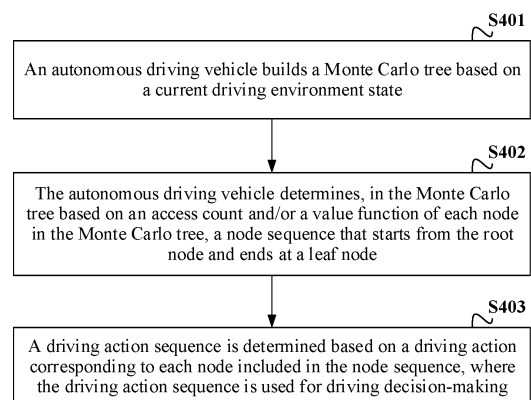 S401
An autonomous driving vehicle builds a Monte Carlo tree based on
a current driving environment state
S402
The autonomous driving vehicle determines, in the Monte Carlo
tree based on an access count and/or a value function of each node
in the Monte Carlo tree, a node sequence that starts from the root
node and ends at a leaf node
S403
A driving action sequence is determined based on a driving action
corresponding to each node included in the node sequence, where
the driving action sequence is used for driving decision-making